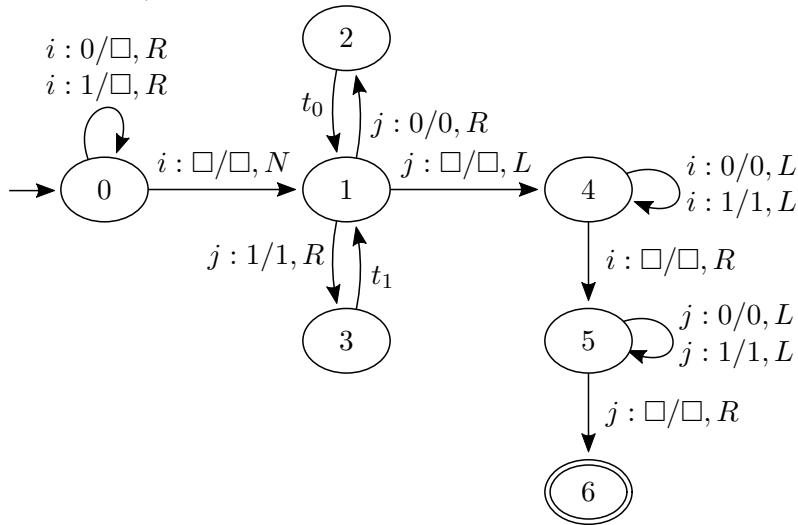 2
i : 0/□, R
i : 1/□, R
t₀
j : 0/0, R
i : □/□, N
j : □/□, L
0
1
4
i : 0/0, L
i : 1/1, L
j : 1/1, R
t₁
i : □/□, R
3
5
j : 0/0, L
j : 1/1, L
j : □/□, R
6